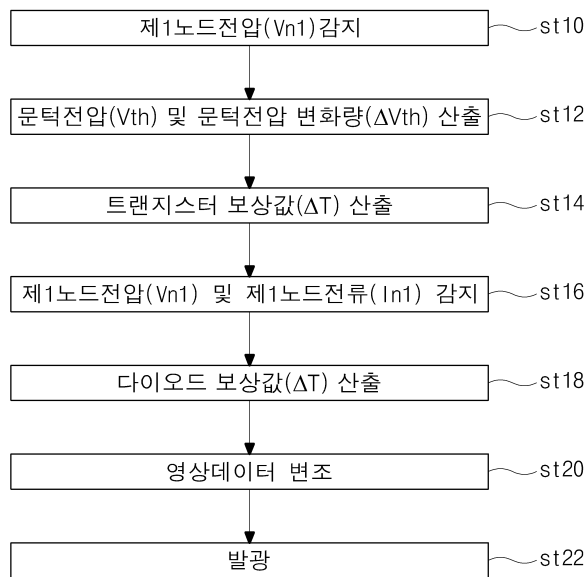 제1노드전압(Vn1)감지 st10
문턱전압(Vth) 및 문턱전압 변화량(ΔVth) 산출 st12
트랜지스터 보상값(ΔT) 산출 st14
제1노드전압(Vn1) 및 제1노드전류(In1) 감지 st16
다이오드 보상값(ΔT) 산출 st18
영상데이터 변조 st20
발광 st22